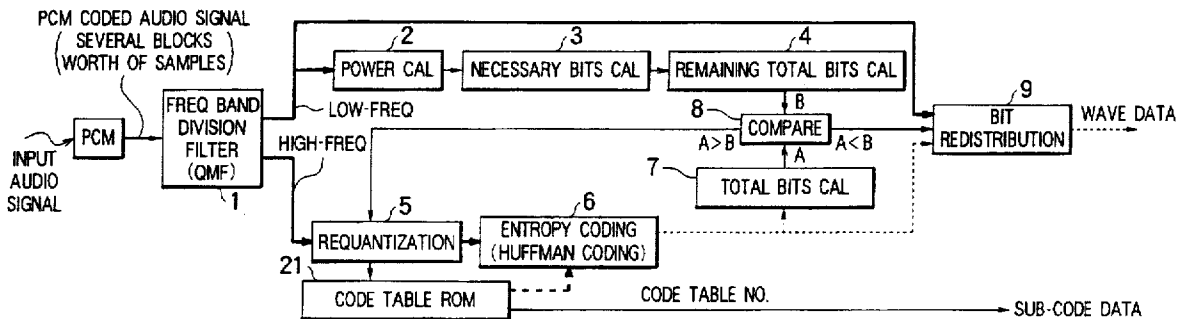 PCM CODED AUDIO SIGNAL
(SEVERAL BLOCKS
WORTH OF SAMPLES)
INPUT
AUDIO
SIGNAL
PCM
FREQ BAND
DIVISION
FILTER
(QMF)
1
LOW-FREQ
HIGH-FREQ
2
POWER CAL
3
NECESSARY BITS CAL
4
REMAINING TOTAL BITS CAL
B
8
COMPARE
A>B
A<B
A
7
TOTAL BITS CAL
9
BIT
REDISTRIBUTION
WAVE DATA
5
REQUANTIZATION
6
ENTROPY CODING
(HUFFMAN CODING)
21
CODE TABLE ROM
CODE TABLE NO.
SUB-CODE DATA